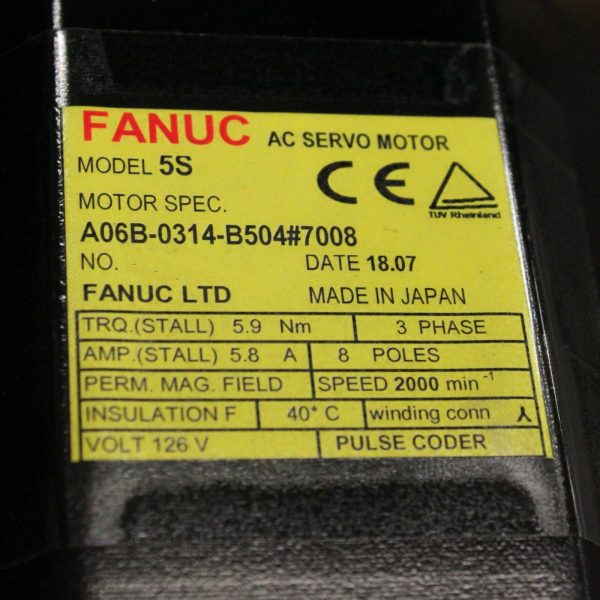 FANUC AC SERVO MOTOR
MODEL 5S
CE
TUV Rheinland
MOTOR SPEC.
A06B-0314-B504#7008
NO. DATE 18.07
FANUC LTD MADE IN JAPAN
TRQ.(STALL) 5.9 Nm 3 PHASE
AMP.(STALL) 5.8 A 8 POLES
PERM. MAG. FIELD SPEED 2000 min⁻¹
INSULATION F 40° C winding conn ⅄
VOLT 126 V PULSE CODER